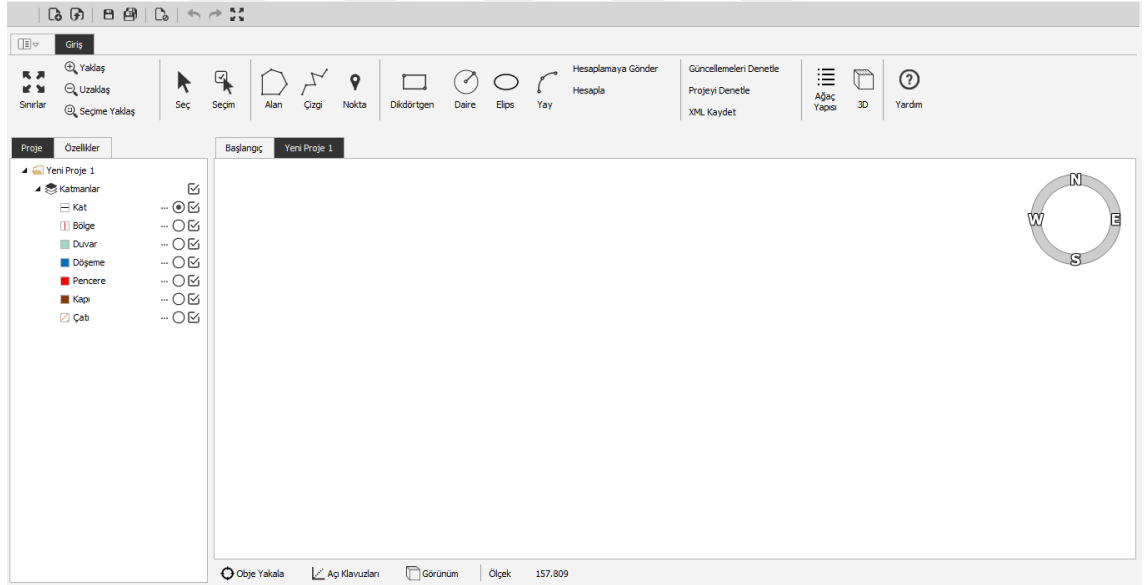 Giriş
Sınırlar
Yaklaş
Uzaklaş
Seçime Yaklaş
Seç
Seçim
Alan
Çizgi
Nokta
Dikdörtgen
Daire
Elips
Yay
Hesaplamaya Gönder
Hesapla
Güncellemeleri Denetle
Projeyi Denetle
XML Kaydet
Ağaç
Yapısı
3D
Yardım
Proje Özellikler
Başlangıç Yeni Proje 1
Yeni Proje 1
Katmanlar
Kat ...
Bölge ...
Duvar ...
Döşeme ...
Pencere ...
Kapı ...
Çatı ...
N
W E
S
Obje Yakala Açı Klavuzları Görünüm Ölçek 157.809